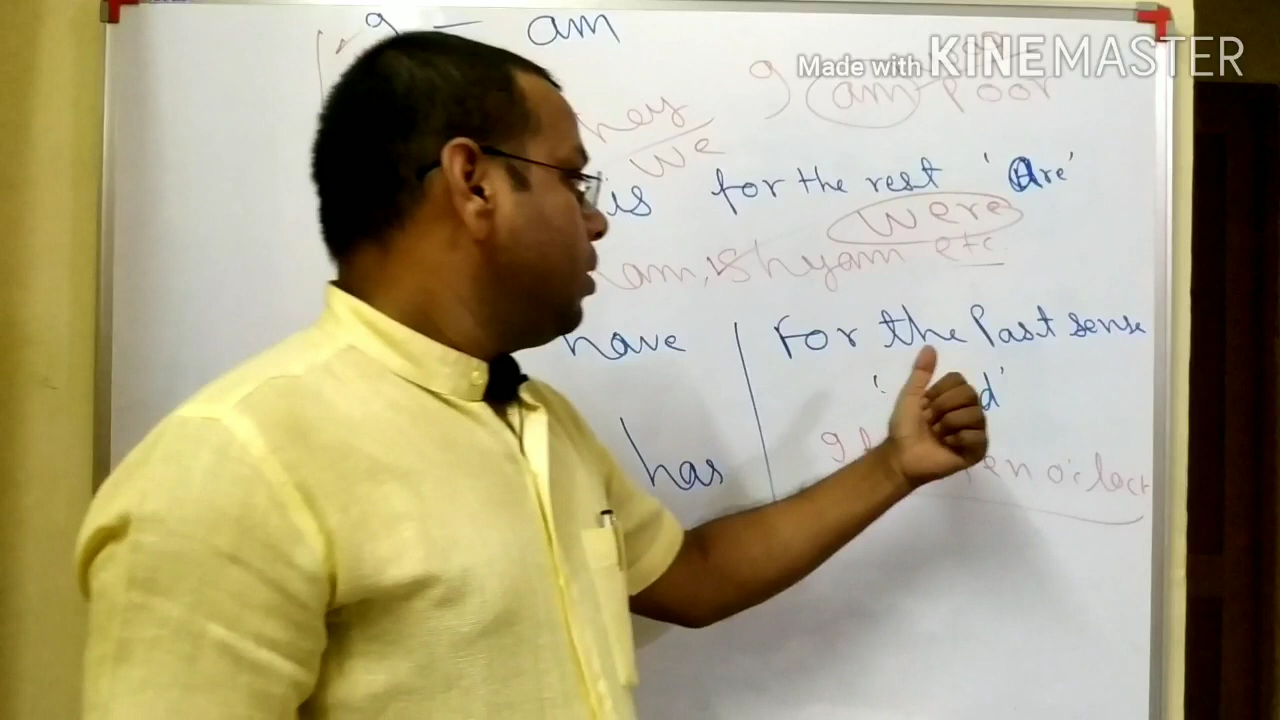 I — am
Made with KINEMASTER
I am poor
They
We
is for the rest 'Are'
were
Shyam etc.
have
For the Past sense
has